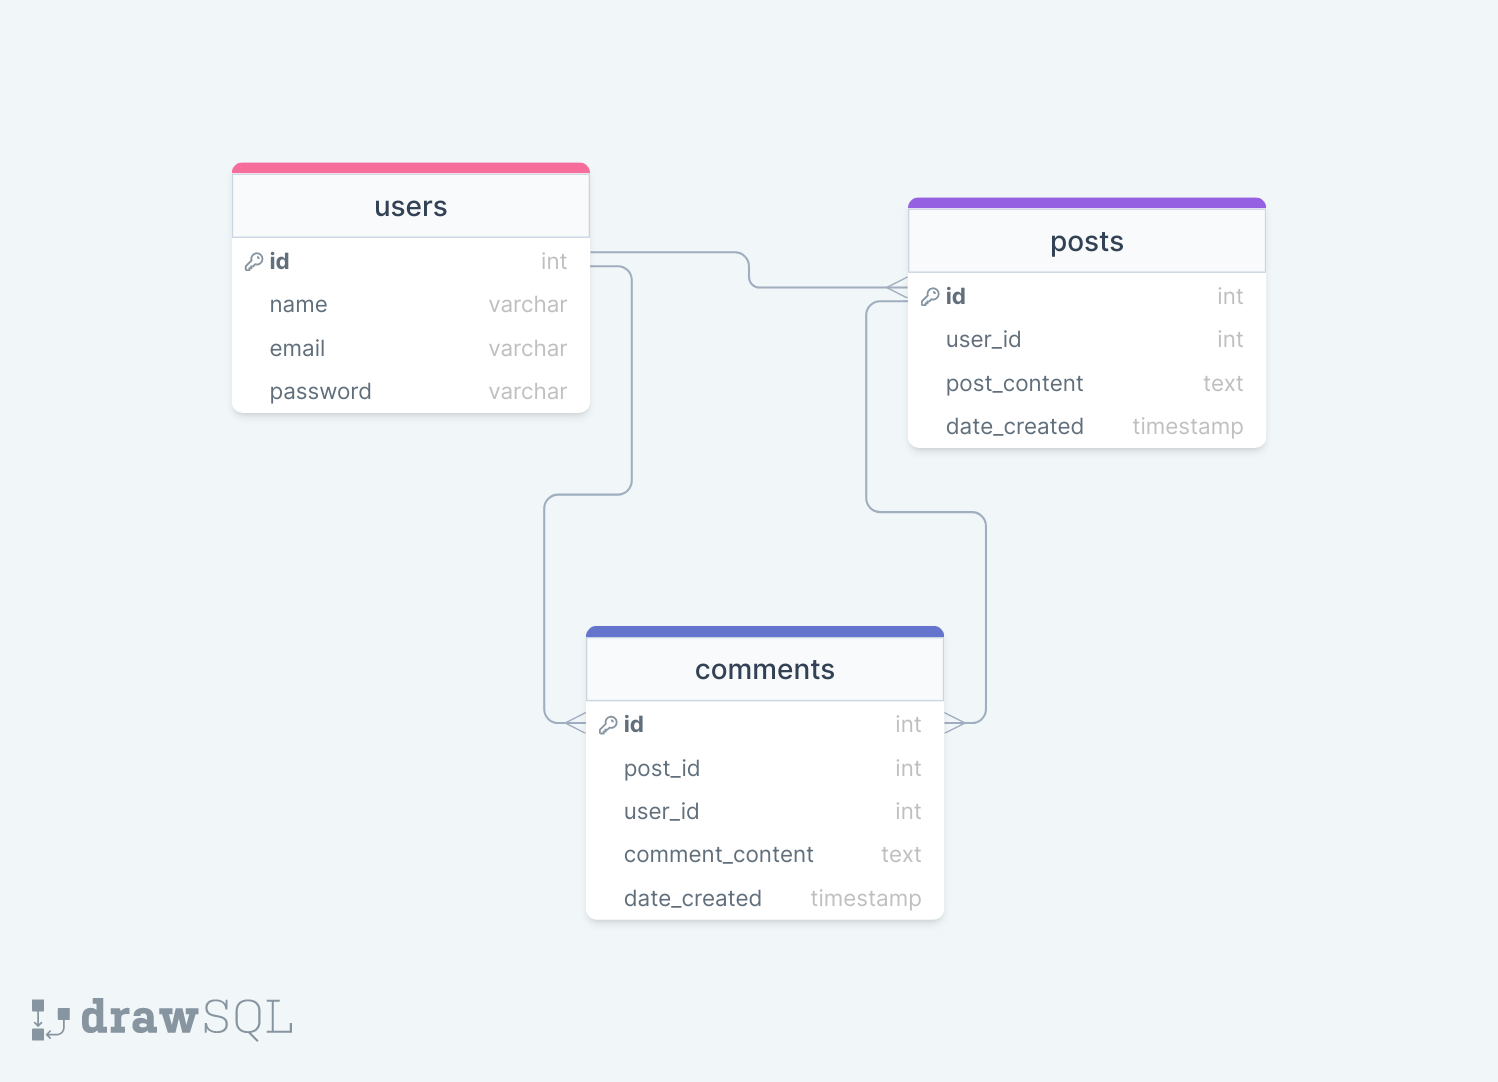 users
id int
name varchar
email varchar
password varchar
posts
id int
user_id int
post_content text
date_created timestamp
comments
id int
post_id int
user_id int
comment_content text
date_created timestamp
drawSQL